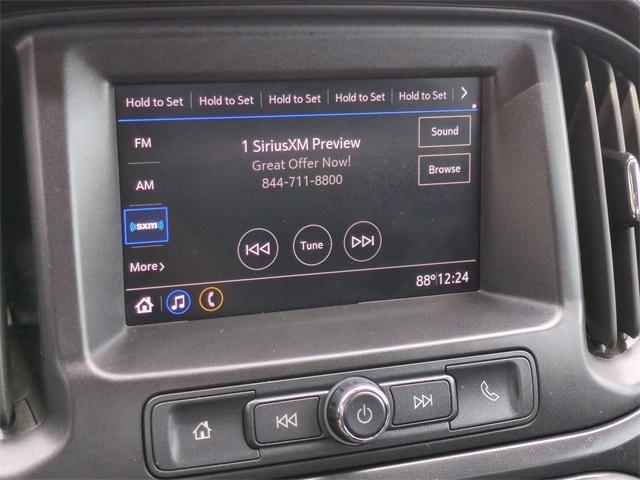 Hold to Set Hold to Set Hold to Set Hold to Set Hold to Set
FM
1 SiriusXM Preview
Sound
Great Offer Now!
Browse
AM
844-711-8800
sxm
Tune
More
88° 12:24